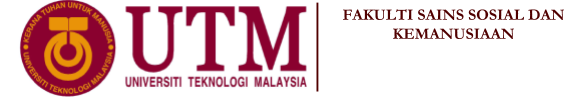 KERANA TUHAN UNTUK MANUSIA
UNIVERSITI TEKNOLOGI MALAYSIA
UTM
UNIVERSITI TEKNOLOGI MALAYSIA
FAKULTI SAINS SOSIAL DAN
KEMANUSIAAN